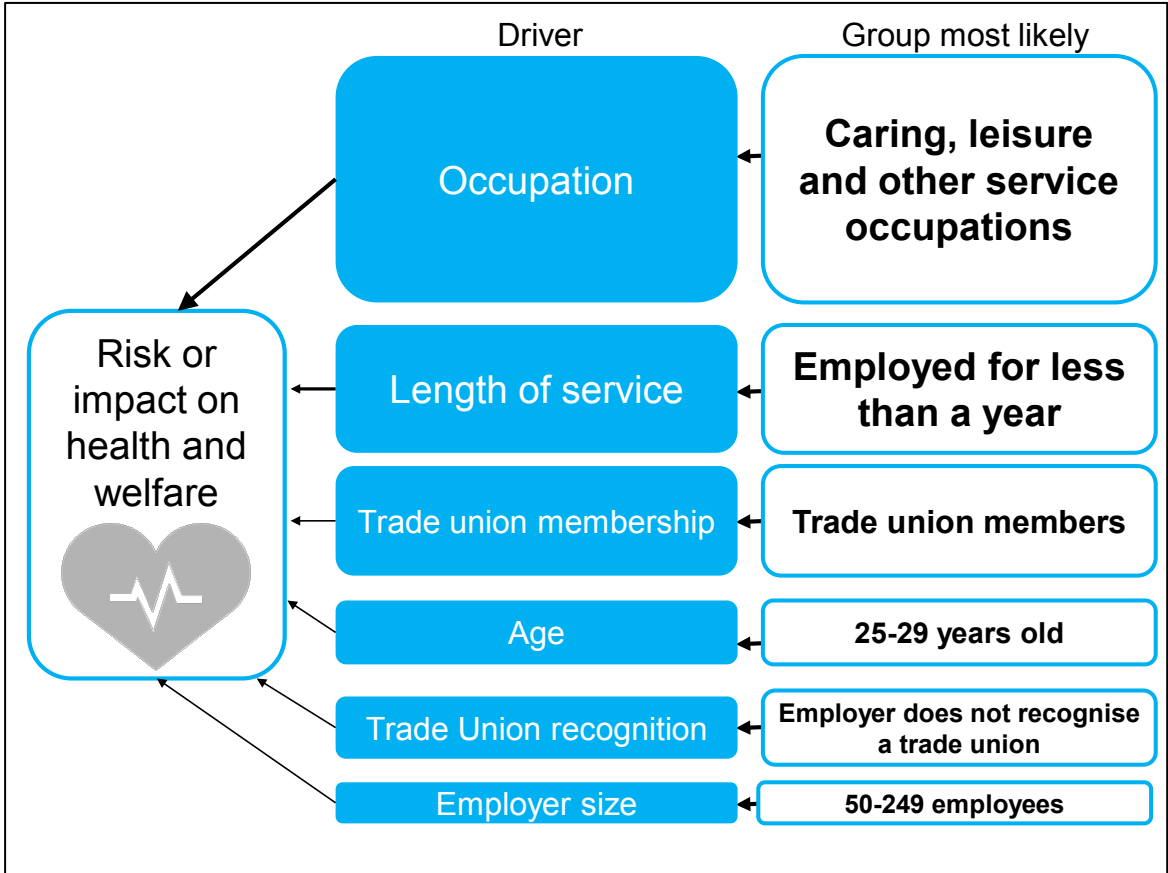 Driver
Group most likely
Occupation
Caring, leisure
and other service
occupations
Risk or
impact on
health and
welfare
Length of service
Employed for less
than a year
Trade union membership
Trade union members
Age
25-29 years old
Trade Union recognition
Employer does not recognise
a trade union
Employer size
50-249 employees